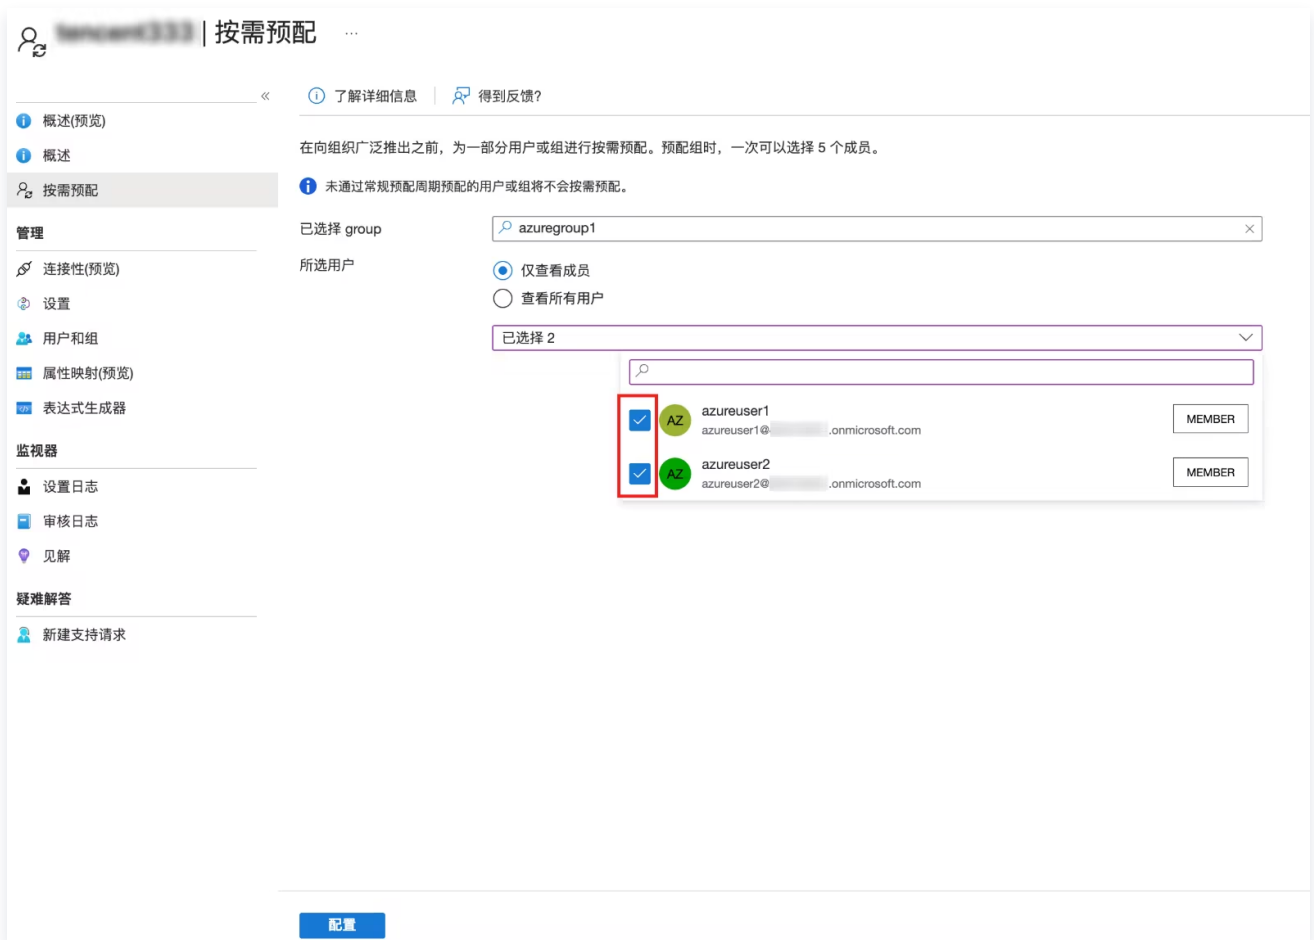 | 按需预配 ...
«
了解详细信息 | 得到反馈?
概述(预览)
概述
按需预配
管理
连接性(预览)
设置
用户和组
属性映射(预览)
表达式生成器
监视器
设置日志
审核日志
见解
疑难解答
新建支持请求
在向组织广泛推出之前，为一部分用户或组进行按需预配。预配组时，一次可以选择 5 个成员。
未通过常规预配周期预配的用户或组将不会按需预配。
已选择 group
azuregroup1
所选用户
仅查看成员
查看所有用户
已选择 2
AZ
azureuser1
azureuser1@ .onmicrosoft.com
MEMBER
AZ
azureuser2
azureuser2@ .onmicrosoft.com
MEMBER
配置